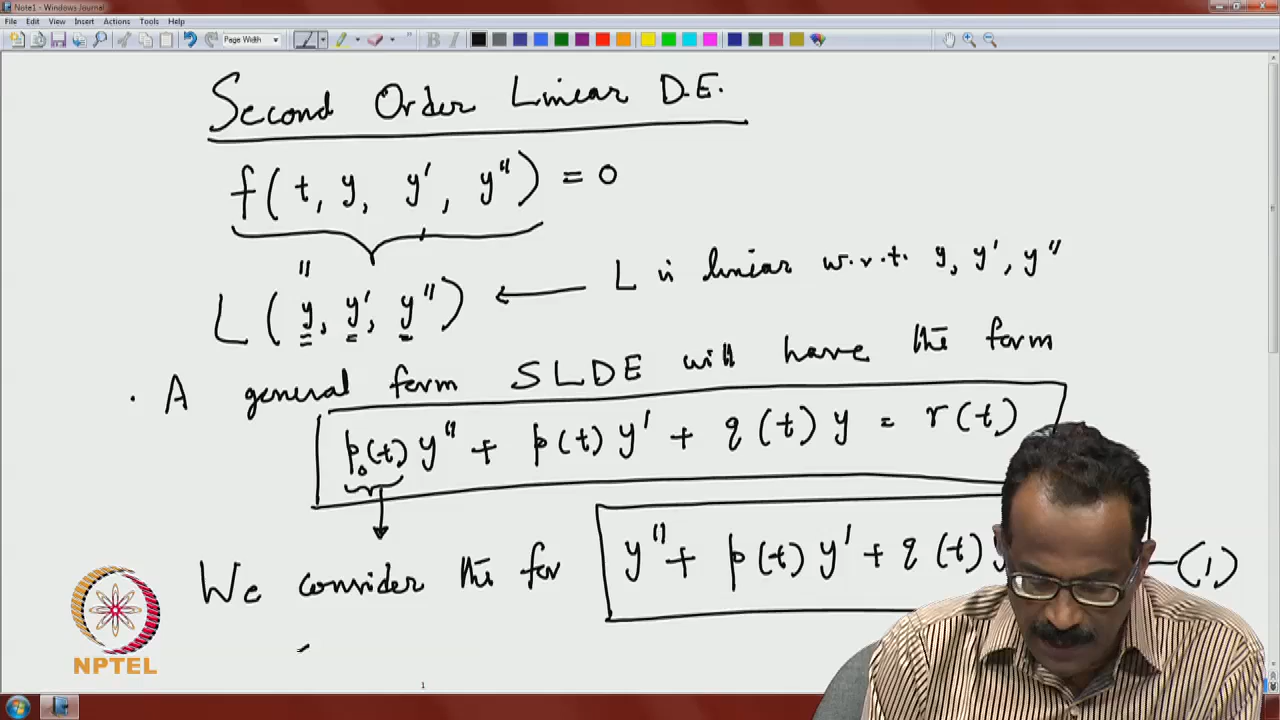 Note1 - Windows Journal
File Edit View Insert Actions Tools Help
Page Width
Second Order Linear D.E.
f(t, y, y', y'') = 0
"
L(y, y', y'') ← L is linear w.r.t. y, y', y''
• A general form SLDE will have the form
p₀(t) y'' + p(t) y' + q(t) y = r(t)
We consider the for y'' + p(t) y' + q(t) y —(1)
NPTEL
1